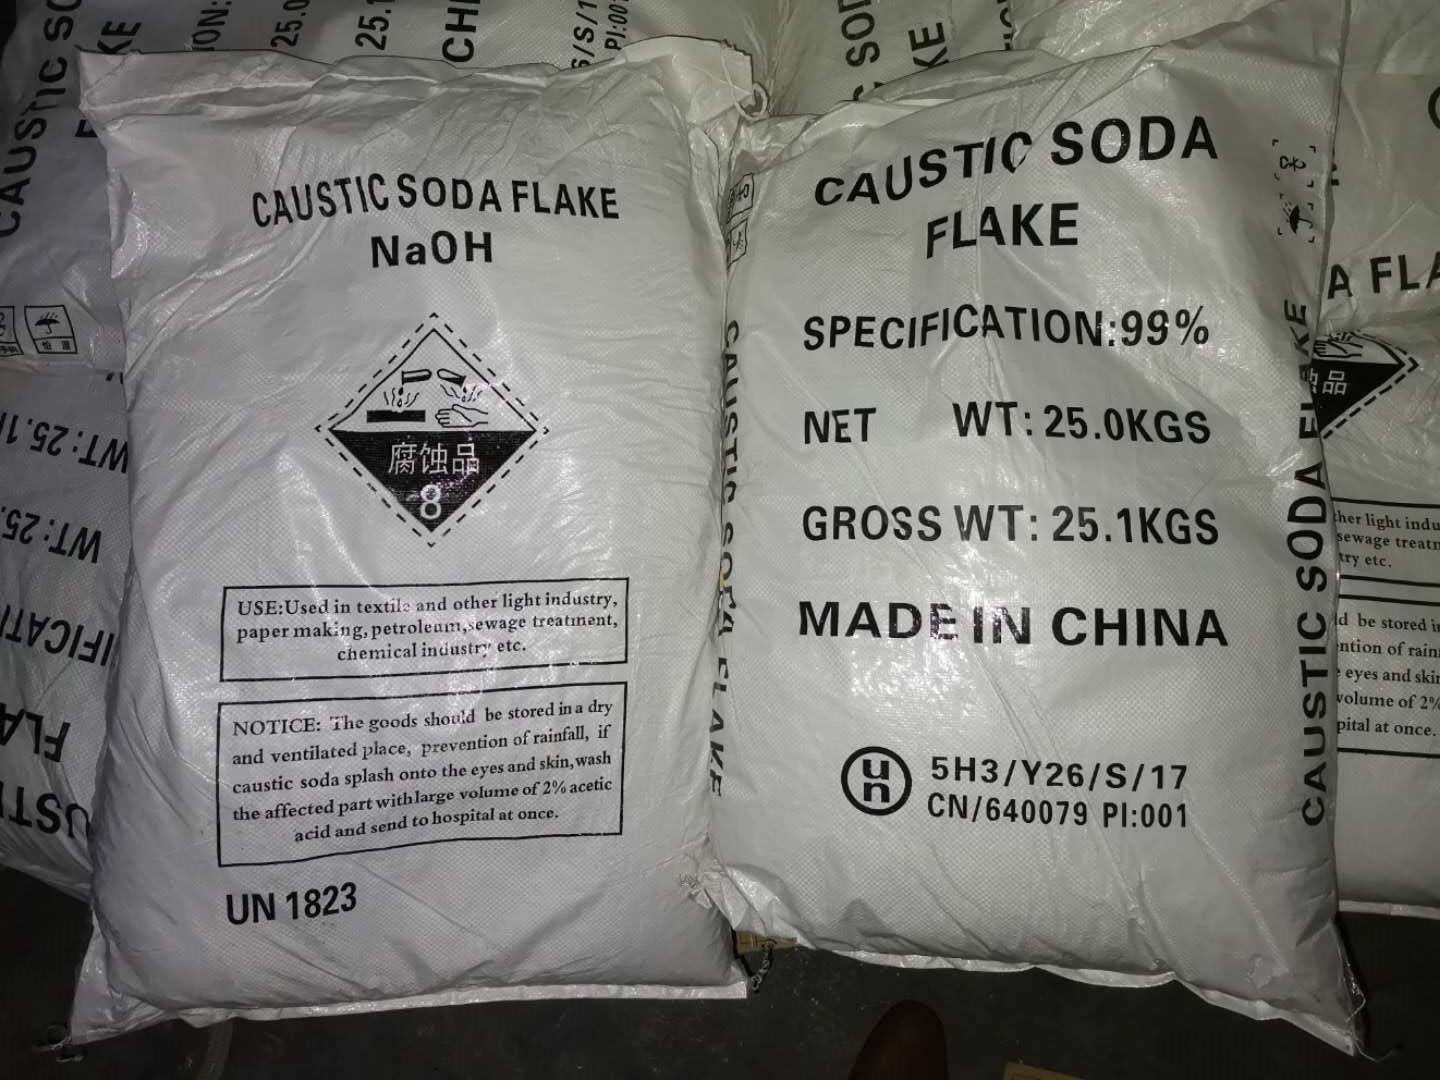 CAUSTIC SODA FLAKE
NaOH
腐蚀品
8
USE:Used in textile and other light industry,
paper making, petroleum,sewage treatment,
chemical industry etc.
NOTICE: The goods should be stored in a dry
and ventilated place, prevention of rainfall, if
caustic soda splash onto the eyes and skin,wash
the affected part with large volume of 2% acetic
acid and send to hospital at once.
UN 1823
CAUSTIC SODA FLAKE
CAUSTIC SODA
FLAKE
SPECIFICATION:99%
NET WT: 25.0KGS
GROSS WT: 25.1KGS
MADE IN CHINA
un
5H3/Y26/S/17
CN/640079 PI:001
CAUSTIC SODA FLAKE